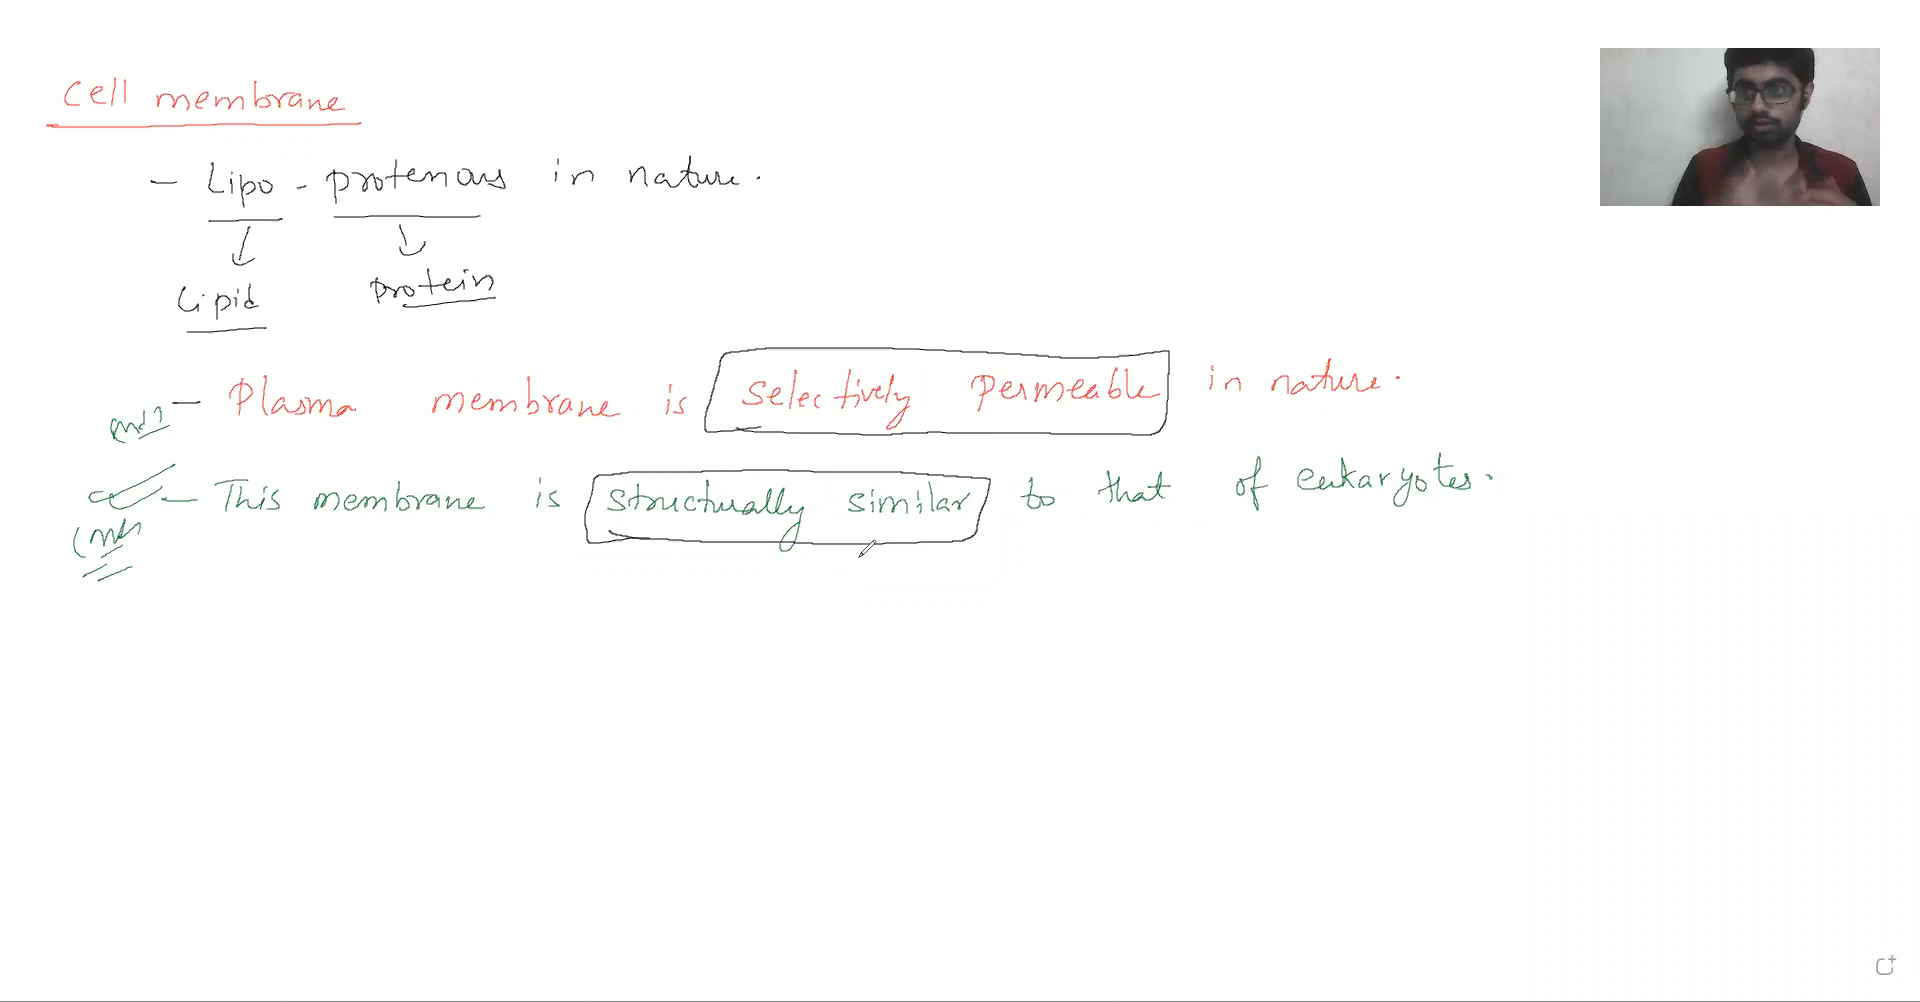 Cell membrane
- Lipo - protenous in nature.
Lipid protein
- Plasma membrane is selectively permeable in nature.
- This membrane is structurally similar to that of eukaryotes.